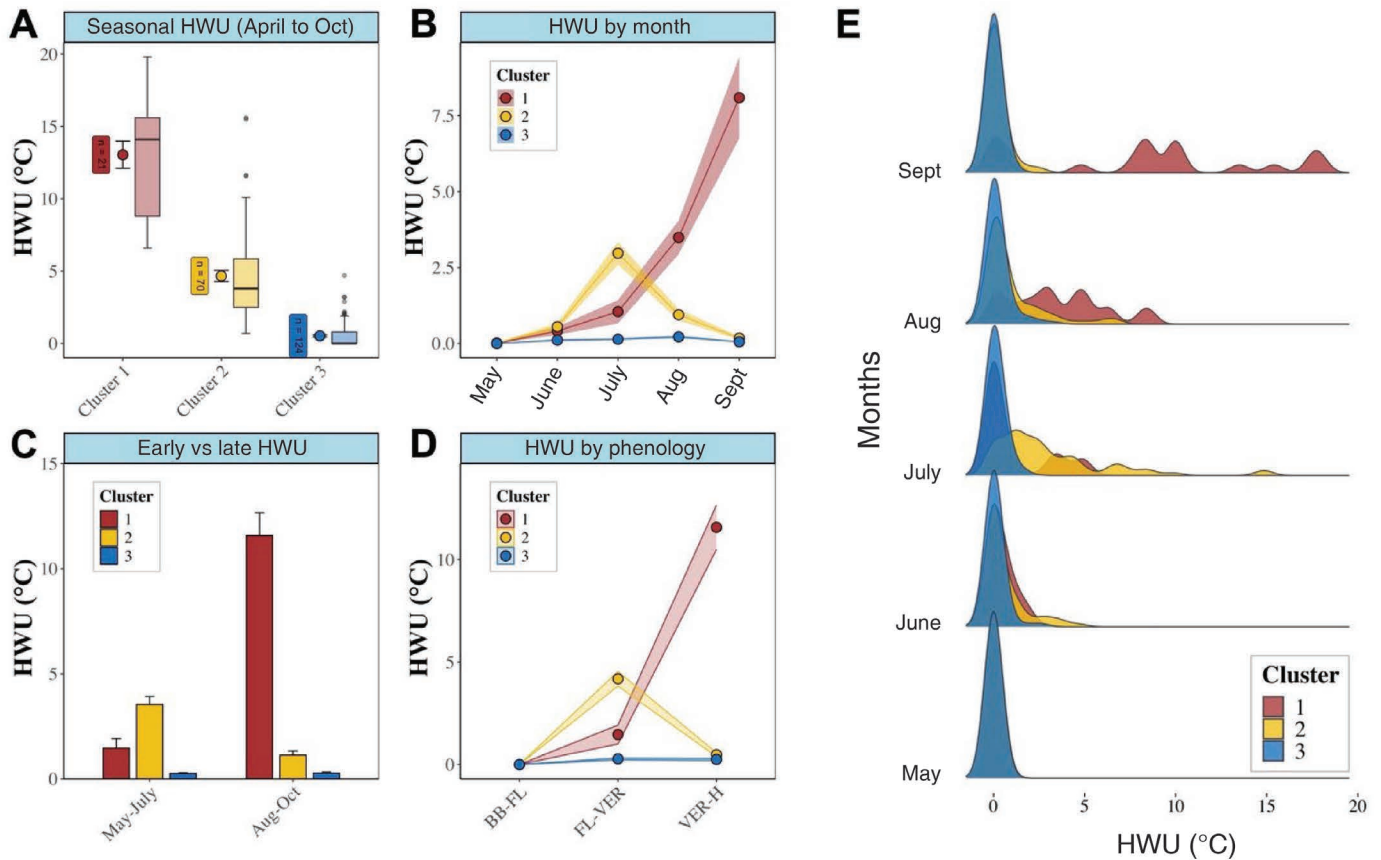 A
Seasonal HWU (April to Oct)
HWU (°C)
20
15
10
5
0
n = 21
n = 70
n = 124
Cluster 1
Cluster 2
Cluster 3
B
HWU by month
HWU (°C)
7.5
5.0
2.5
0.0
Cluster
1
2
3
May
June
July
Aug
Sept
C
Early vs late HWU
HWU (°C)
15
10
5
0
Cluster
1
2
3
May-July
Aug-Oct
D
HWU by phenology
HWU (°C)
10
5
0
Cluster
1
2
3
BB-FL
FL-VER
VER-H
E
Months
Sept
Aug
July
June
May
Cluster
1
2
3
0
5
10
15
20
HWU (°C)